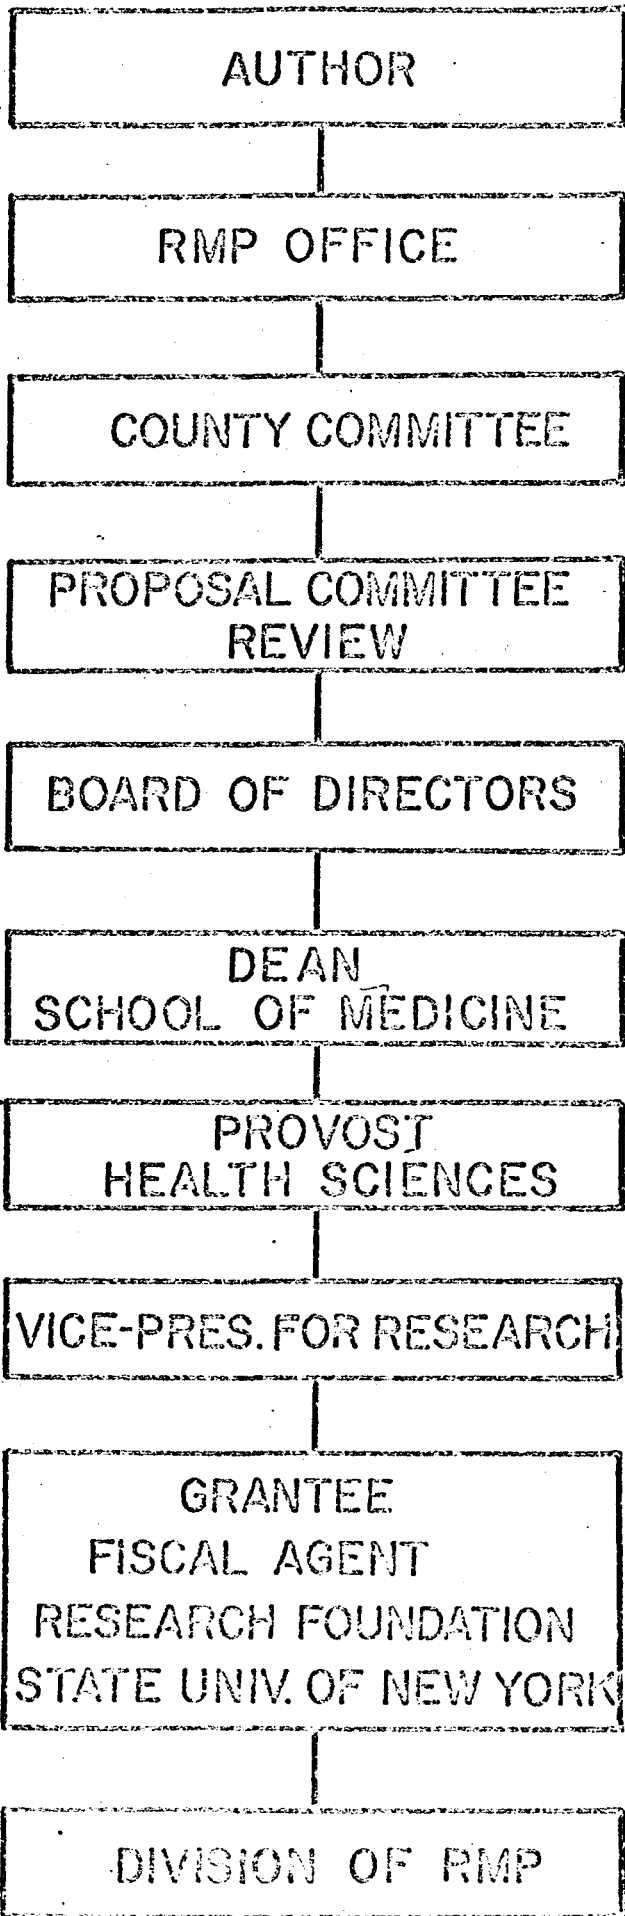 AUTHOR
RMP OFFICE
COUNTY COMMITTEE
PROPOSAL COMMITTEE
REVIEW
BOARD OF DIRECTORS
DEAN
SCHOOL OF MEDICINE
PROVOST
HEALTH SCIENCES
VICE-PRES. FOR RESEARCH
GRANTEE
FISCAL AGENT
RESEARCH FOUNDATION
STATE UNIV. OF NEW YORK
DIVISION OF RMP